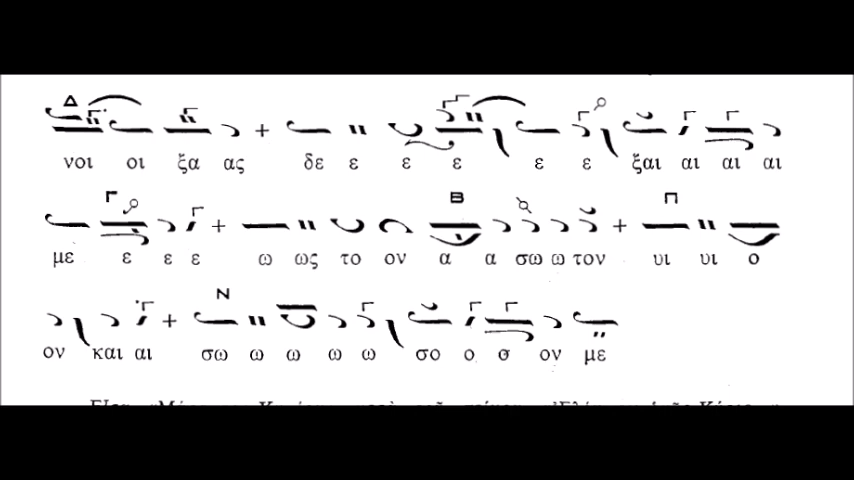 νοι οι ξα ας δε ε ε ε ε ε ξαι αι αι αι
με ε ε ε ω ως το ον α α σω ω τον υι υι ο
ον και αι σω ω ω ω ω σο ο σ ον με